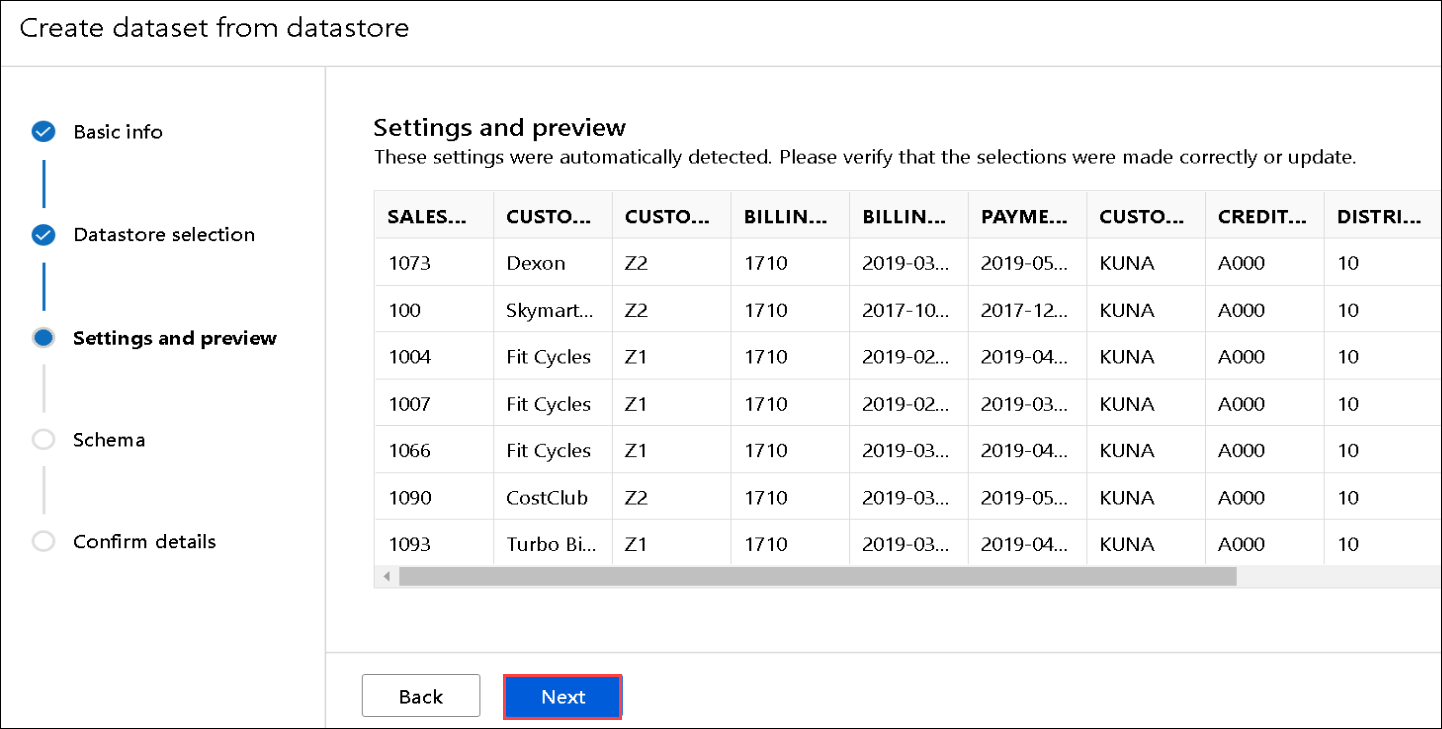 Create dataset from datastore
Basic info
Datastore selection
Settings and preview
Schema
Confirm details
Settings and preview
These settings were automatically detected. Please verify that the selections were made correctly or update.
SALES... CUSTO... CUSTO... BILLIN... BILLIN... PAYME... CUSTO... CREDIT... DISTRI...
1073 Dexon Z2 1710 2019-03... 2019-05... KUNA A000 10
100 Skymart... Z2 1710 2017-10... 2017-12... KUNA A000 10
1004 Fit Cycles Z1 1710 2019-02... 2019-04... KUNA A000 10
1007 Fit Cycles Z1 1710 2019-02... 2019-03... KUNA A000 10
1066 Fit Cycles Z1 1710 2019-03... 2019-04... KUNA A000 10
1090 CostClub Z2 1710 2019-03... 2019-05... KUNA A000 10
1093 Turbo Bi... Z1 1710 2019-03... 2019-04... KUNA A000 10
Back Next